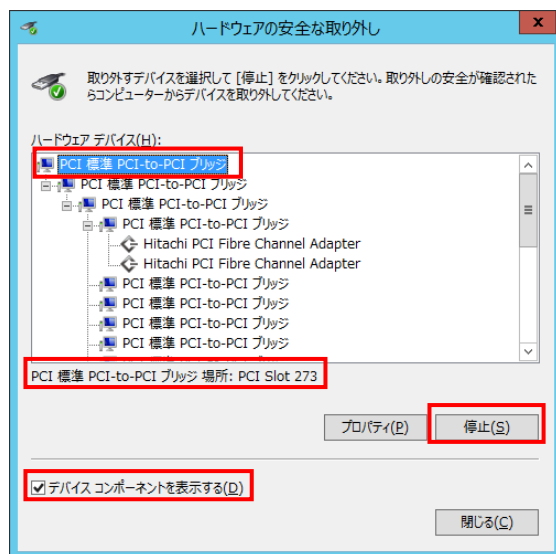 ハードウェアの安全な取り外し
x
取り外すデバイスを選択して [停止] をクリックしてください。取り外しの安全が確認された
らコンピューターからデバイスを取り外してください。
ハードウェア デバイス(H):
PCI 標準 PCI-to-PCI ブリッジ
PCI 標準 PCI-to-PCI ブリッジ
PCI 標準 PCI-to-PCI ブリッジ
PCI 標準 PCI-to-PCI ブリッジ
Hitachi PCI Fibre Channel Adapter
Hitachi PCI Fibre Channel Adapter
PCI 標準 PCI-to-PCI ブリッジ
PCI 標準 PCI-to-PCI ブリッジ
PCI 標準 PCI-to-PCI ブリッジ
PCI 標準 PCI-to-PCI ブリッジ
PCI 標準 PCI-to-PCI ブリッジ 場所: PCI Slot 273
プロパティ(P)
停止(S)
デバイス コンポーネントを表示する(D)
閉じる(C)